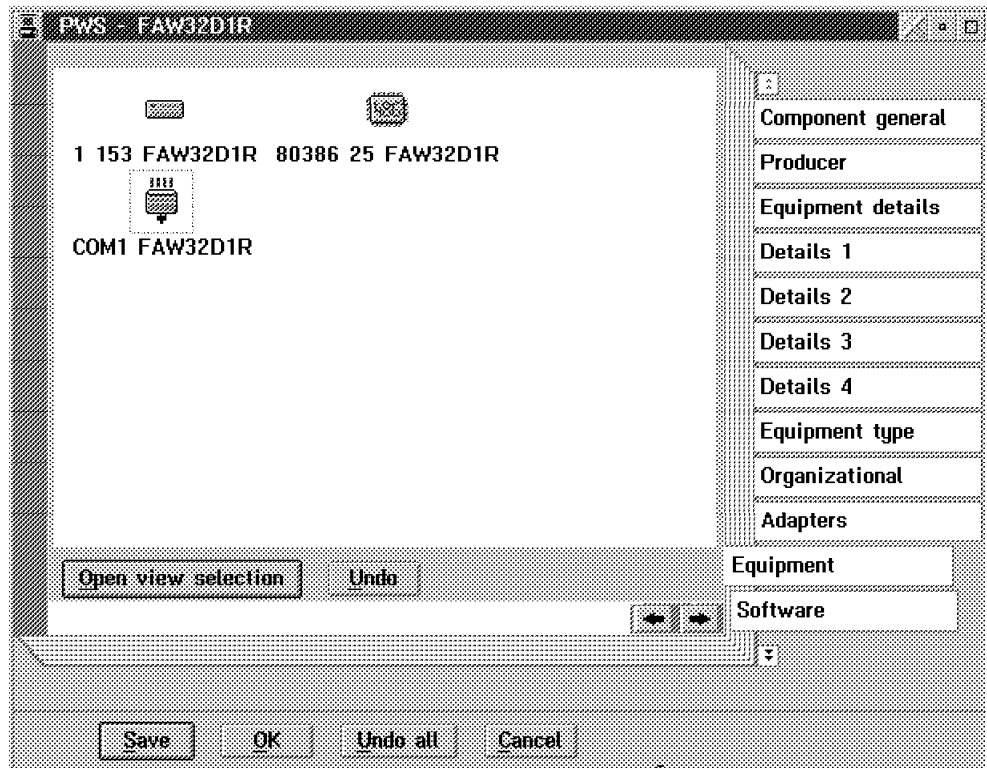 PWS - FAW32D1R
1 153 FAW32D1R 80386 25 FAW32D1R
COM1 FAW32D1R
Component general
Producer
Equipment details
Details 1
Details 2
Details 3
Details 4
Equipment type
Organizational
Adapters
Equipment
Software
Open view selection Undo
Save OK Undo all Cancel